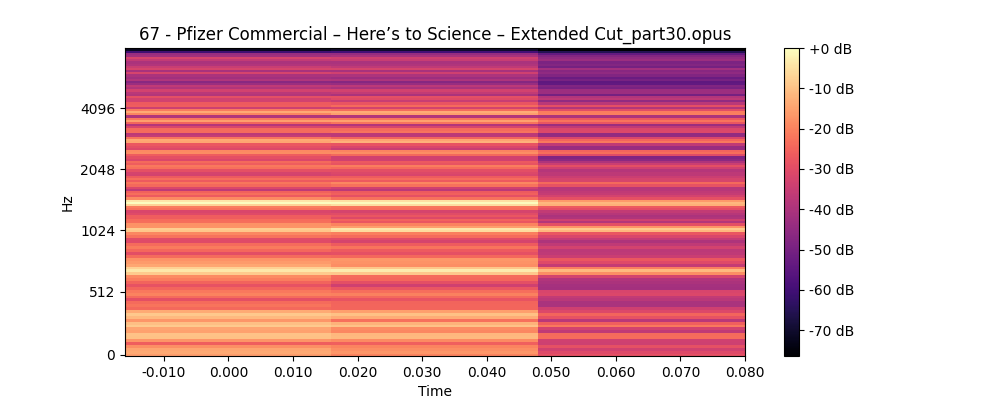 67 - Pfizer Commercial – Here’s to Science – Extended Cut_part30.opus
+0 dB
-10 dB
-20 dB
-30 dB
-40 dB
-50 dB
-60 dB
-70 dB
4096
2048
1024
512
0
Hz
-0.010 0.000 0.010 0.020 0.030 0.040 0.050 0.060 0.070 0.080
Time